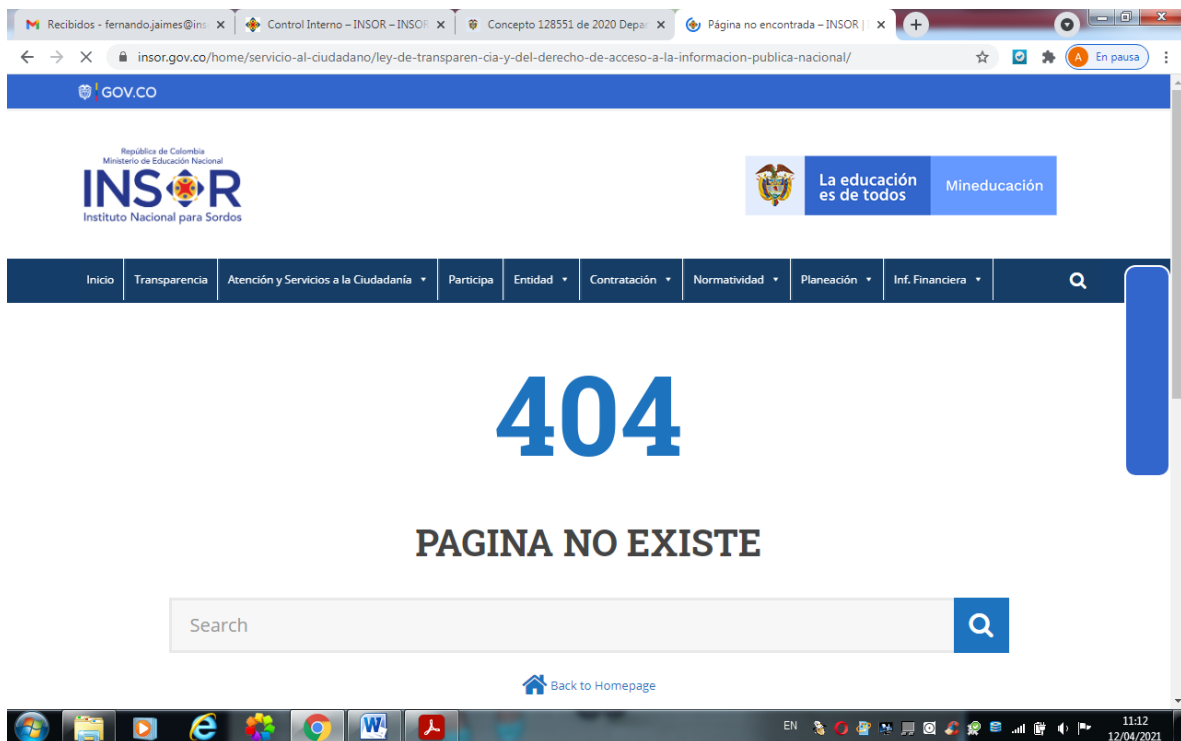 Recibidos - fernando.jaimes@ins
Control Interno – INSOR – INSOR
Concepto 128551 de 2020 Depar
Página no encontrada – INSOR |
insor.gov.co/home/servicio-al-ciudadano/ley-de-transparen-cia-y-del-derecho-de-acceso-a-la-informacion-publica-nacional/
A En pausa
GOV.CO
República de Colombia
Ministerio de Educación Nacional
INSOR
Instituto Nacional para Sordos
La educación
es de todos
Mineducación
Inicio Transparencia Atención y Servicios a la Ciudadanía Participa Entidad Contratación Normatividad Planeación Inf. Financiera
404
PAGINA NO EXISTE
Search
Back to Homepage
EN
11:12
12/04/2021